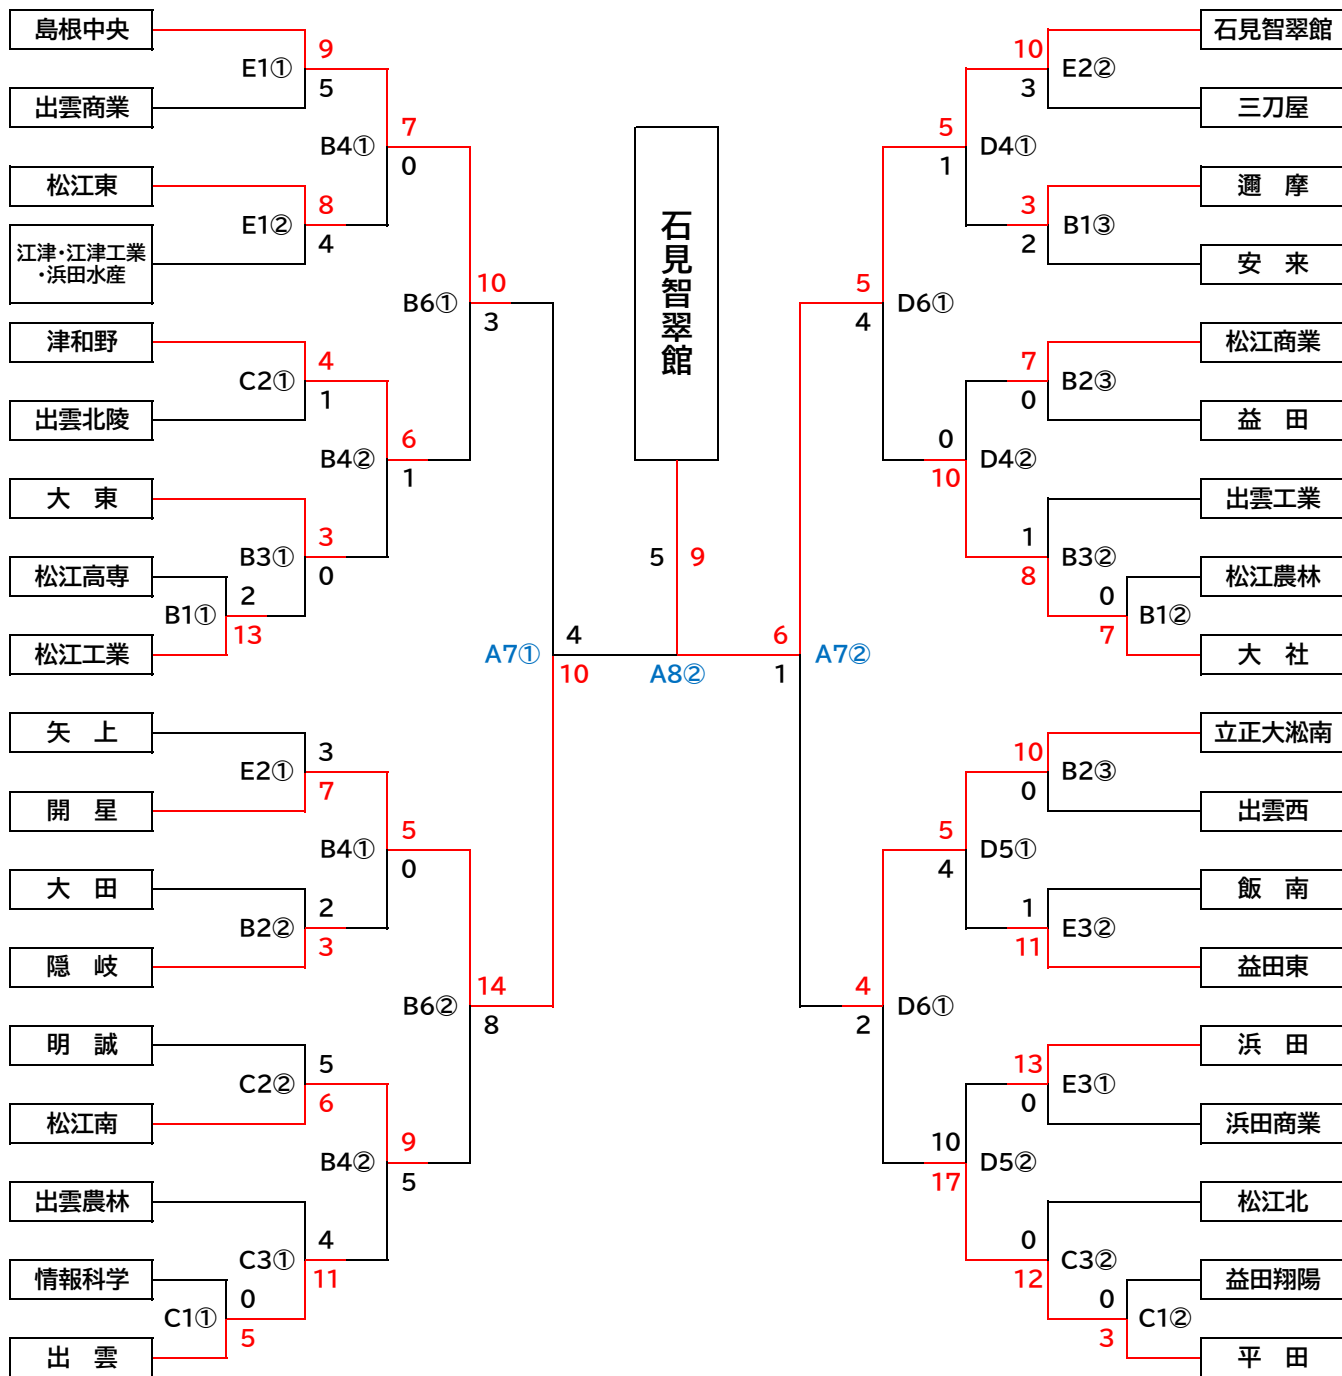 島根中央
9
E1①
5
出雲商業
7
B4①
0
松江東
8
E1②
4
江津・江津工業
・浜田水産
10
B6①
3
津和野
4
C2①
1
出雲北陵
6
B4②
1
大　東
3
B3①
0
松江高専
2
B1①
13
松江工業
4
A7①
10
矢　上
3
E2①
7
開　星
5
B4①
0
大　田
2
B2②
3
隠　岐
14
B6②
8
明　誠
5
C2②
6
松江南
9
B4②
5
出雲農林
4
C3①
11
情報科学
0
C1①
5
出　雲
石見智翠館
5
9
A8②
石見智翠館
10
E2②
3
三刀屋
5
D4①
1
邇　摩
3
B1③
2
安　来
5
D6①
4
松江商業
7
B2③
0
益　田
0
D4②
10
出雲工業
1
B3②
8
松江農林
0
B1②
7
大　社
6
A7②
1
立正大淞南
10
B2③
0
出雲西
5
D5①
4
飯　南
1
E3②
11
益田東
4
D6①
2
浜　田
13
E3①
0
浜田商業
10
D5②
17
松江北
0
C3②
12
益田翔陽
0
C1②
3
平　田